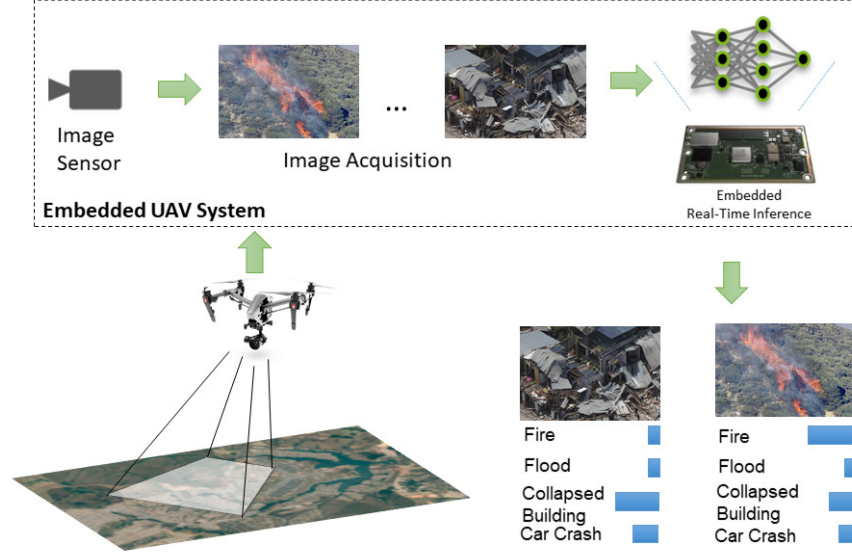 Image
Sensor
...
Image Acquisition
Embedded
Real-Time Inference
Embedded UAV System
Fire
Flood
Collapsed
Building
Car Crash
Fire
Flood
Collapsed
Building
Car Crash